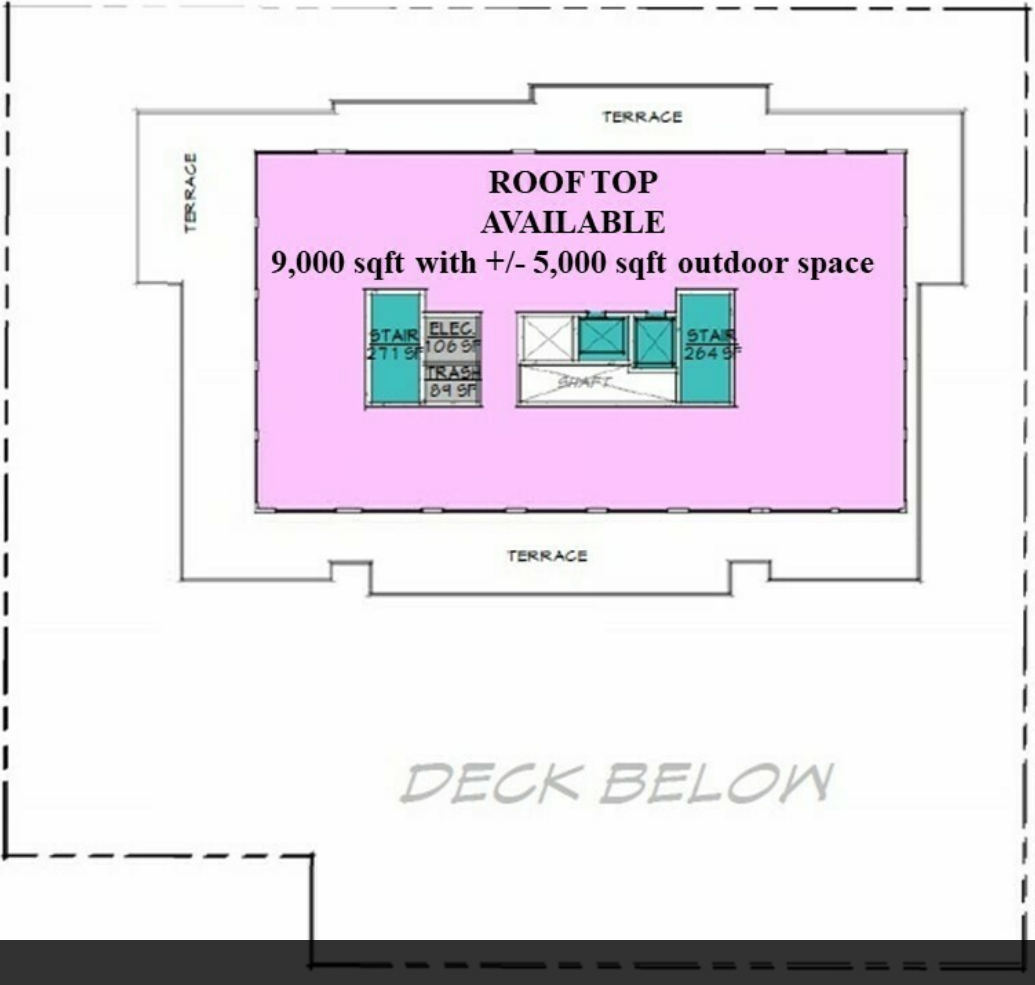 TERRACE
TERRACE
ROOF TOP
AVAILABLE
9,000 sqft with +/- 5,000 sqft outdoor space
STAIR
271 SF
ELEC.
106 SF
TRASH
89 SF
SHAFT
STAIR
264 SF
TERRACE
DECK BELOW